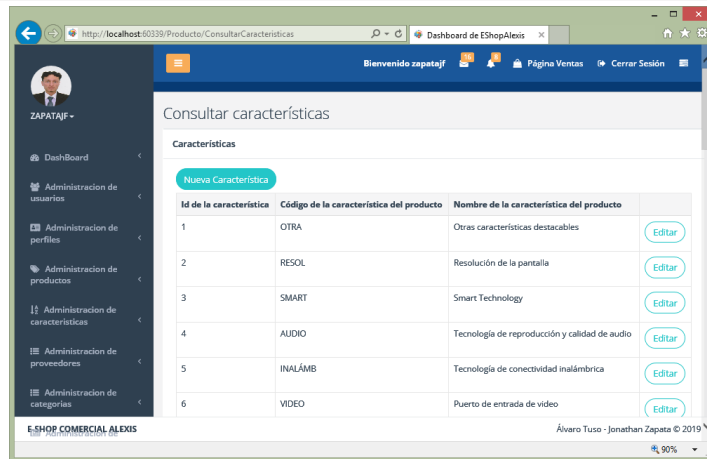 http://localhost:60339/Producto/ConsultarCaracteristicas
Dashboard de EShopAlexis
Bienvenido zapatajf
16
Página Ventas
Cerrar Sesión
ZAPATAJF
DashBoard
Administracion de usuarios
Administracion de perfiles
Administracion de productos
Administracion de caracteristicas
Administracion de proveedores
Administracion de categorias
Administracion de
Consultar características
Características
Nueva Característica
Id de la característica Código de la característica del producto Nombre de la característica del producto
1 OTRA Otras características destacables Editar
2 RESOL Resolución de la pantalla Editar
3 SMART Smart Technology Editar
4 AUDIO Tecnología de reproducción y calidad de audio Editar
5 INALÁMB Tecnología de conectividad inalámbrica Editar
6 VIDEO Puerto de entrada de video Editar
E-SHOP COMERCIAL ALEXIS
Álvaro Tuso - Jonathan Zapata © 2019
90%